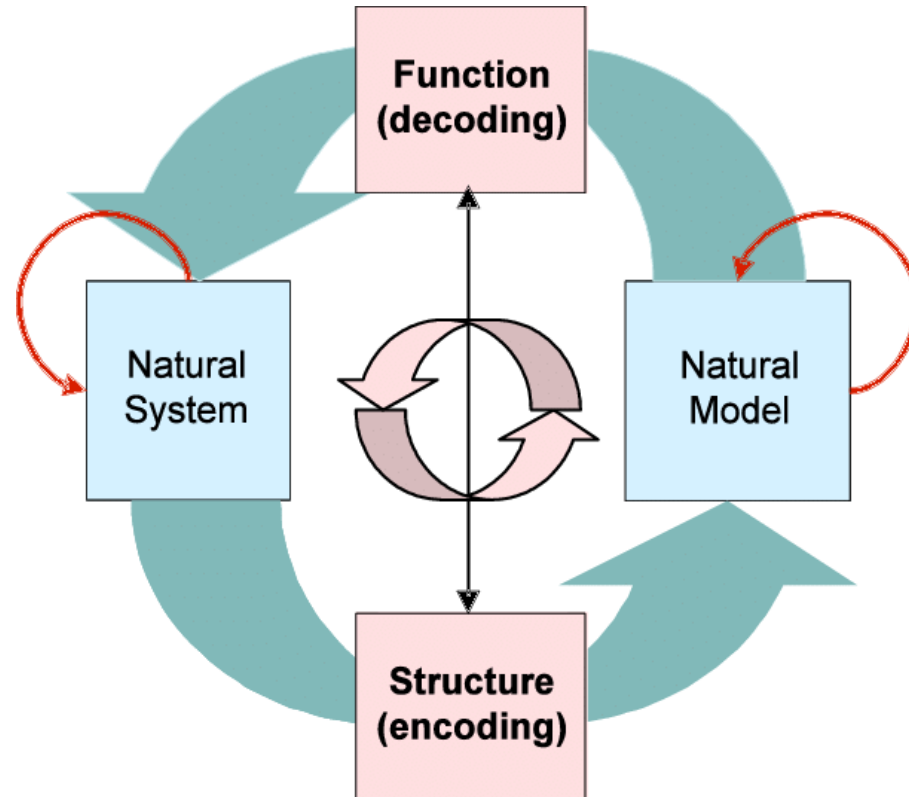 Function
(decoding)
Natural
System
Natural
Model
Structure
(encoding)